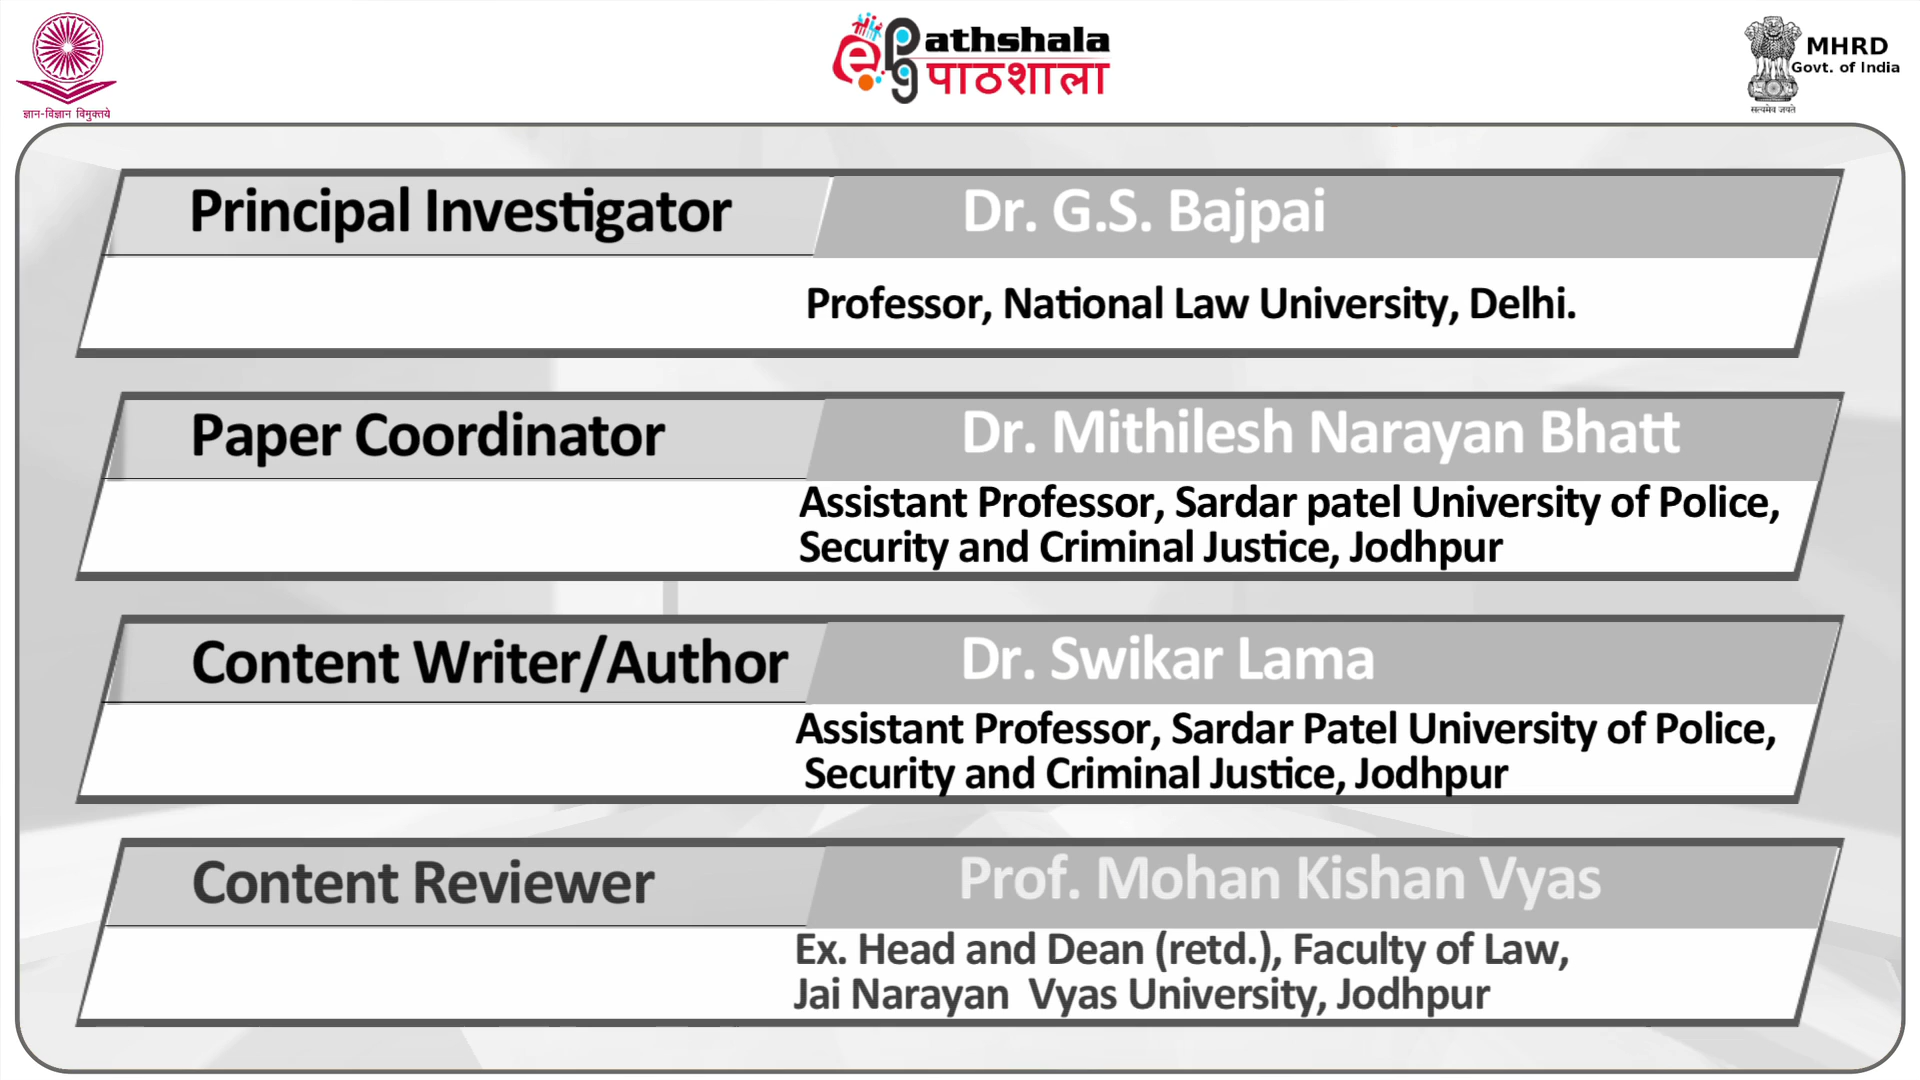 ज्ञान-विज्ञान विमुक्तये
e PG Pathshala
पाठशाला
MHRD
Govt. of India
सत्यमेव जयते
Principal Investigator Dr. G.S. Bajpai
Professor, National Law University, Delhi.
Paper Coordinator Dr. Mithilesh Narayan Bhatt
Assistant Professor, Sardar patel University of Police,
Security and Criminal Justice, Jodhpur
Content Writer/Author Dr. Swikar Lama
Assistant Professor, Sardar Patel University of Police,
Security and Criminal Justice, Jodhpur
Content Reviewer Prof. Mohan Kishan Vyas
Ex. Head and Dean (retd.), Faculty of Law,
Jai Narayan Vyas University, Jodhpur